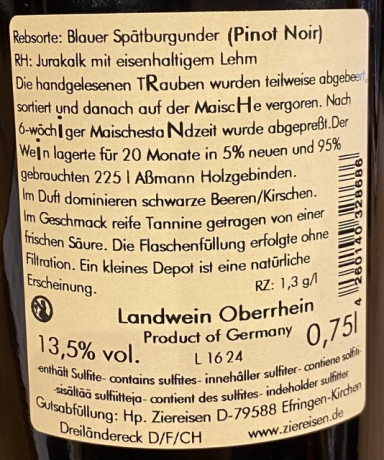 Rebsorte: Blauer Spätburgunder (Pinot Noir)
RH: Jurakalk mit eisenhaltigem Lehm
Die handgelesenen TRauben wurden teilweise abgebeert,
sortiert und danach auf der MaiscHe vergoren. Nach
6-wöchIger MaischestaNdzeit wurde abgepreßt.Der
WeIn lagerte für 20 Monate in 5% neuen und 95%
gebrauchten 225 l Aßmann Holzgebinden.
Im Duft dominieren schwarze Beeren/Kirschen.
Im Geschmack reife Tannine getragen von einer
frischen Säure. Die Flaschenfüllung erfolgte ohne
Filtration. Ein kleines Depot ist eine natürliche
Erscheinung.
RZ: 1,3 g/l
4 260140 328686
Landwein Oberrhein
Product of Germany
13,5% vol.
L 16 24
0,75l
-enthält Sulfite- contains sulfites- innehåller sulfiter- contiene solfiti-
-sisältää sulfiitteja- contient des sulfites- indeholder sulfitter
Gutsabfüllung: Hp. Ziereisen D-79588 Efringen-Kirchen
Dreiländereck D/F/CH
www.ziereisen.de